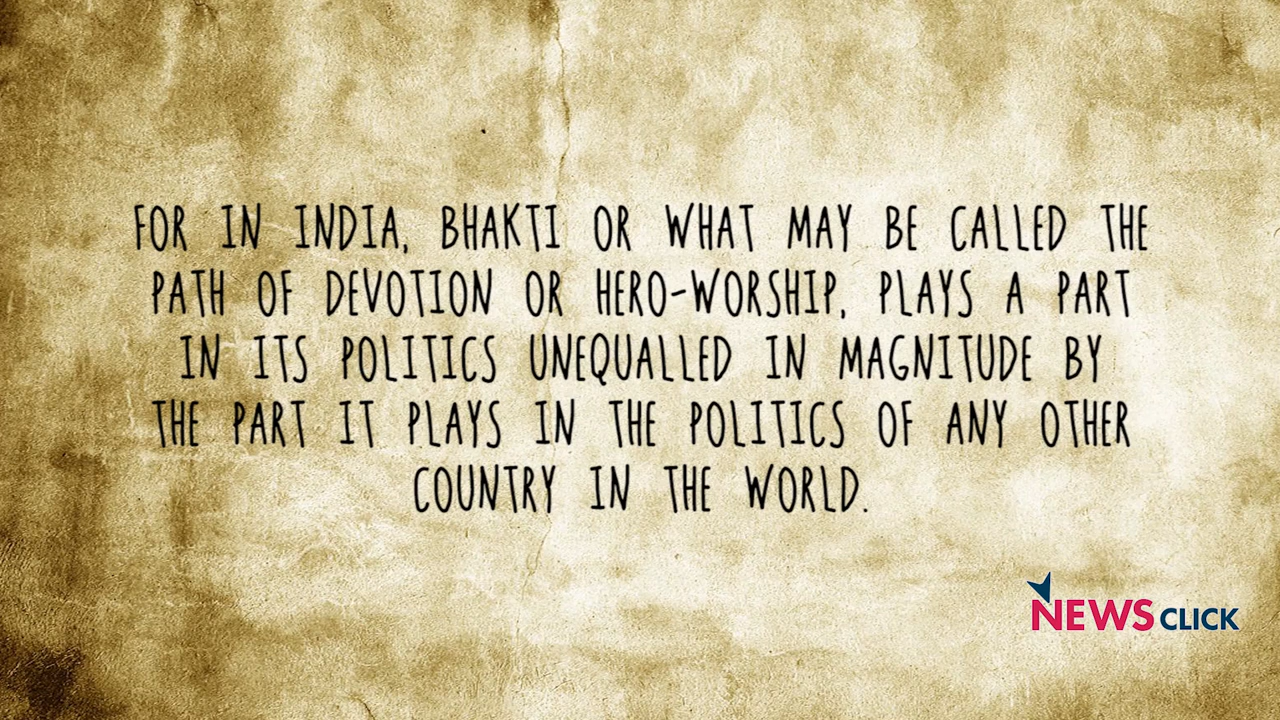 FOR IN INDIA, BHAKTI OR WHAT MAY BE CALLED THE
PATH OF DEVOTION OR HERO-WORSHIP, PLAYS A PART
IN ITS POLITICS UNEQUALLED IN MAGNITUDE BY
THE PART IT PLAYS IN THE POLITICS OF ANY OTHER
COUNTRY IN THE WORLD.
NEWS CLICK